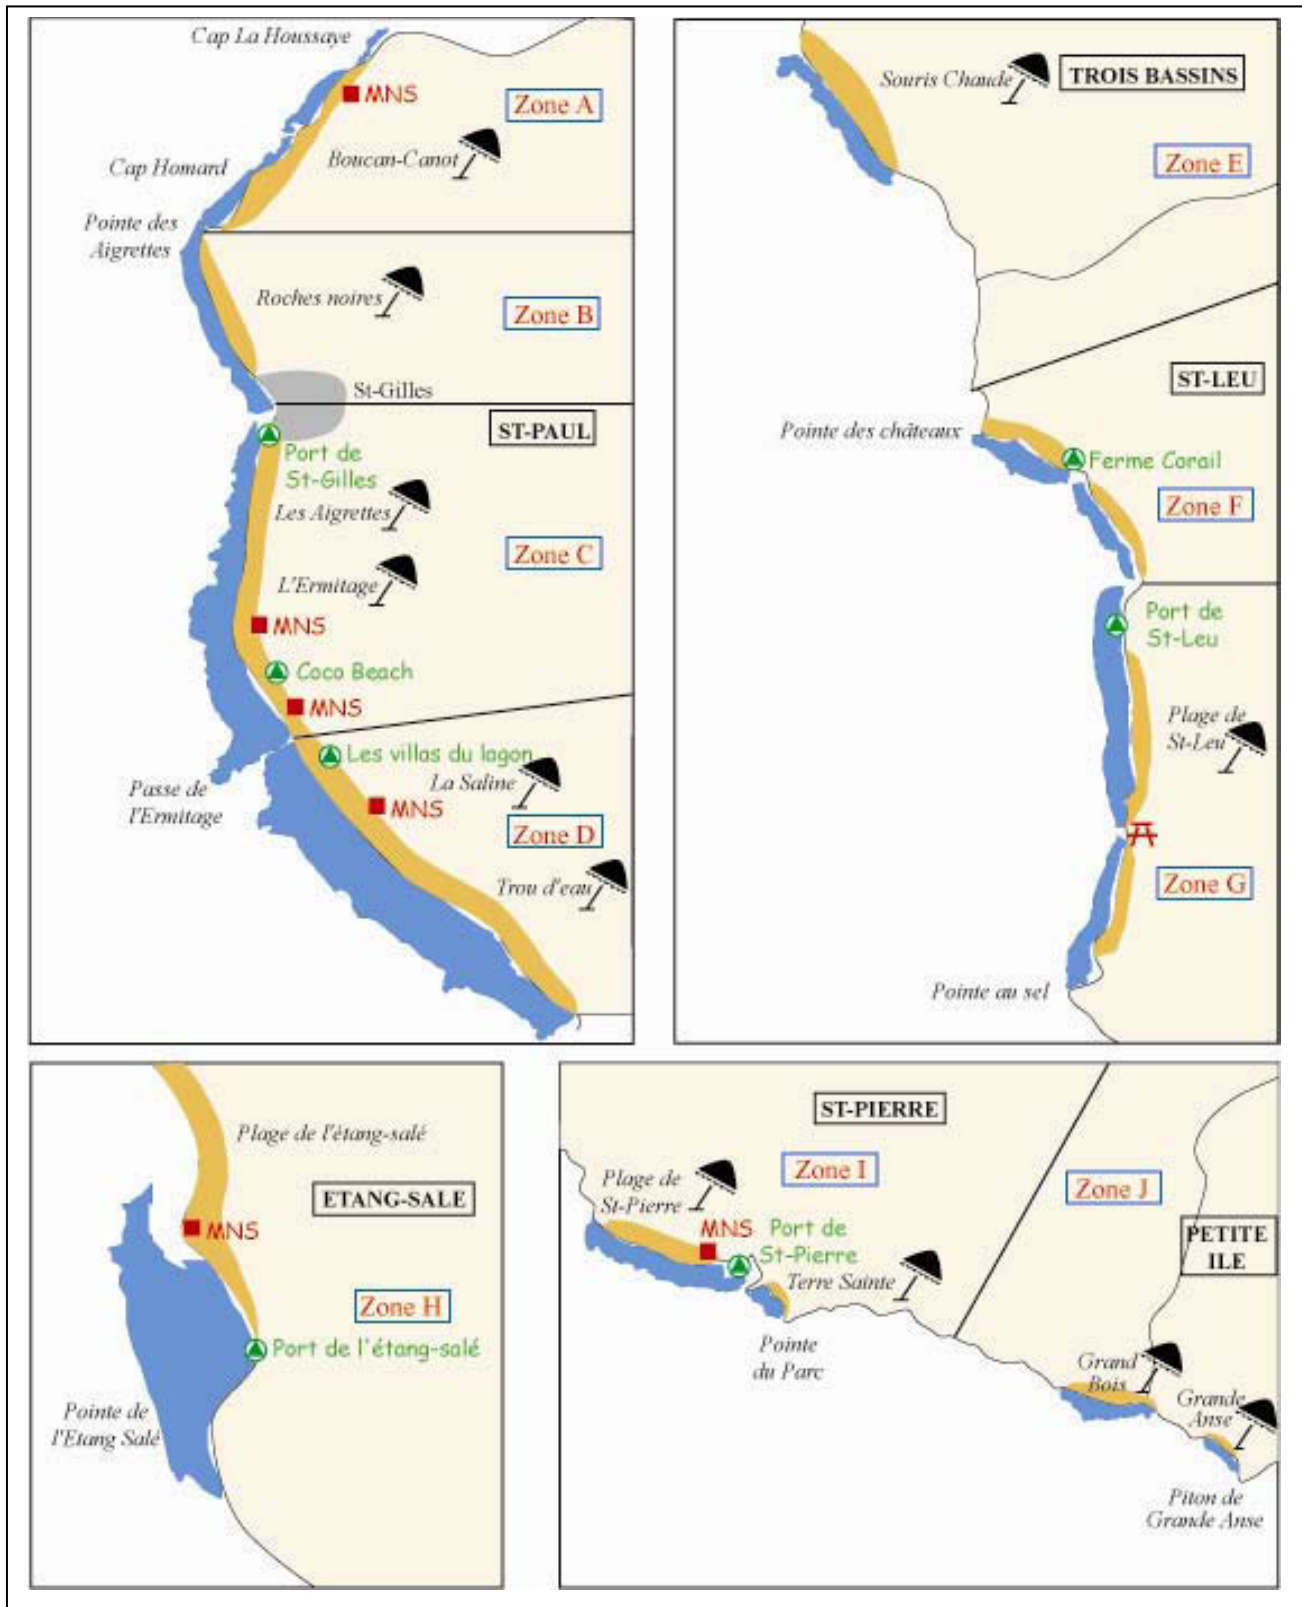 Cap La Houssaye
MNS
Zone A
Boucan-Canot
Cap Homard
Pointe des
Aigrettes
Roches noires
Zone B
St-Gilles
ST-PAUL
Port de
St-Gilles
Les Aigrettes
Zone C
L'Ermitage
MNS
Coco Beach
MNS
Les villas du lagon
La Saline
Passe de
l'Ermitage
MNS
Zone D
Trou d'eau
Souris Chaude
TROIS BASSINS
Zone E
ST-LEU
Pointe des châteaux
Ferme Corail
Zone F
Port de
St-Leu
Plage de
St-Leu
Zone G
Pointe au sel
Plage de l'étang-salé
ETANG-SALE
MNS
Zone H
Port de l'étang-salé
Pointe de
l'Etang Salé
ST-PIERRE
Zone I
Plage de
St-Pierre
MNS
Port de
St-Pierre
Terre Sainte
Pointe
du Parc
Zone J
PETITE
ILE
Grand
Bois
Grande
Anse
Piton de
Grande Anse